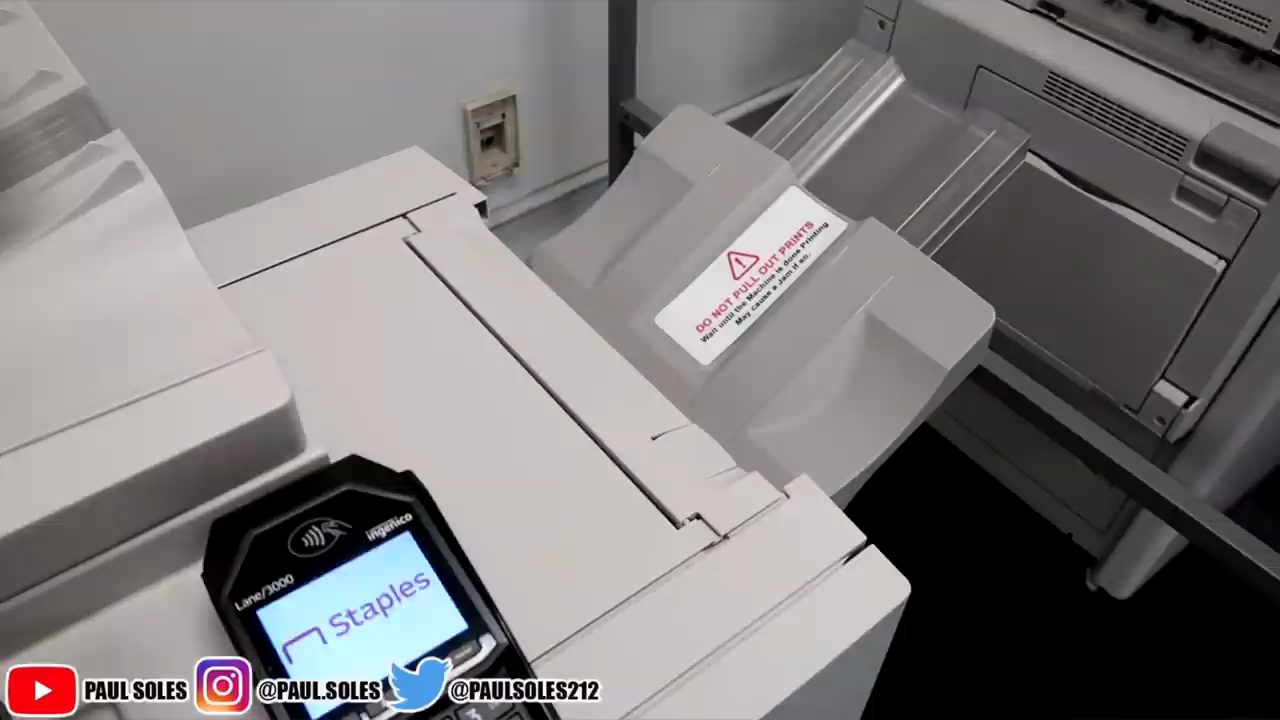 DO NOT PULL OUT PRINTS
Wait until the Machine is done Printing
May cause a Jam if so.
ingenico
Lane/3000
Staples
PAUL SOLES
@PAUL.SOLES
@PAULSOLES212